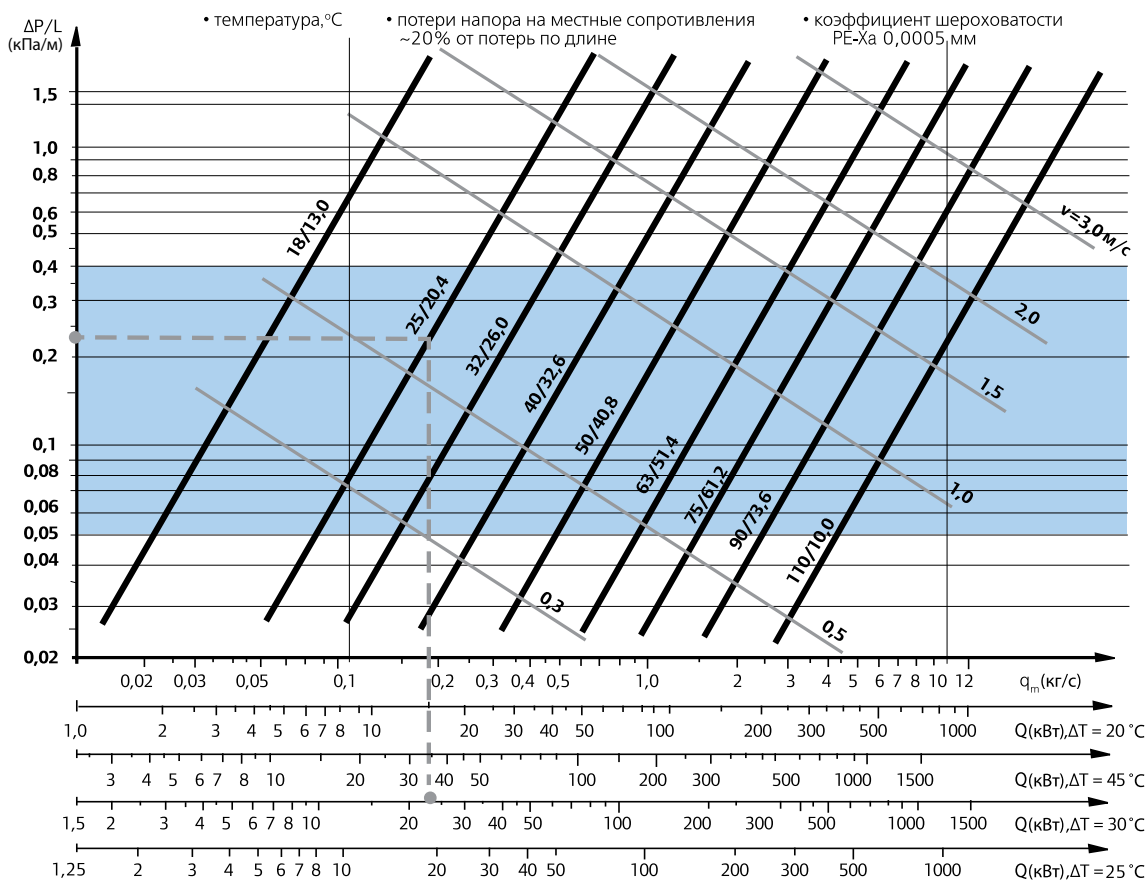 ΔP/L
(кПа/м)
• температура,°C
• потери напора на местные сопротивления
~20% от потерь по длине
• коэффициент шероховатости
PE-Xa 0,0005 мм
1,5
1,0
0,8
0,6
0,5
0,4
0,3
0,2
0,1
0,08
0,06
0,05
0,04
0,03
0,02
18/13,0
25/20,4
32/26,0
40/32,6
50/40,8
63/51,4
75/61,2
90/73,6
110/10,0
v=3,0 м/с
2,0
1,5
1,0
0,5
0,3
0,02 0,03 0,05 0,1 0,2 0,3 0,4 0,5 1,0 2 3 4 5 6 7 8 10 12 qm(кг/с)
1,0 2 3 4 5 6 7 8 10 20 30 40 50 100 200 300 500 1000 Q(кВт),ΔT = 20 °C
3 4 5 6 7 8 10 20 30 40 50 100 200 300 500 1000 1500 Q(кВт),ΔT = 45 °C
1,5 2 3 4 5 6 7 8 10 20 30 40 50 100 200 300 500 1000 1500 Q(кВт),ΔT = 30 °C
1,25 2 3 4 5 6 7 8 10 20 30 40 50 100 200 300 500 1000 Q(кВт),ΔT = 25 °C